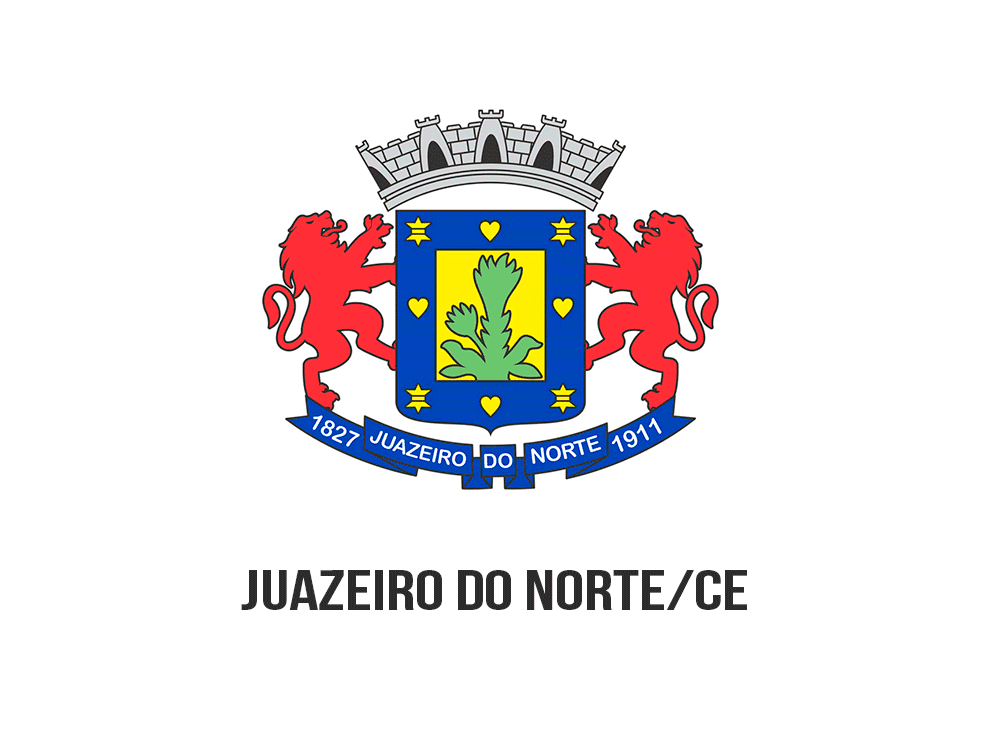 1827 JUAZEIRO DO NORTE 1911
JUAZEIRO DO NORTE/CE